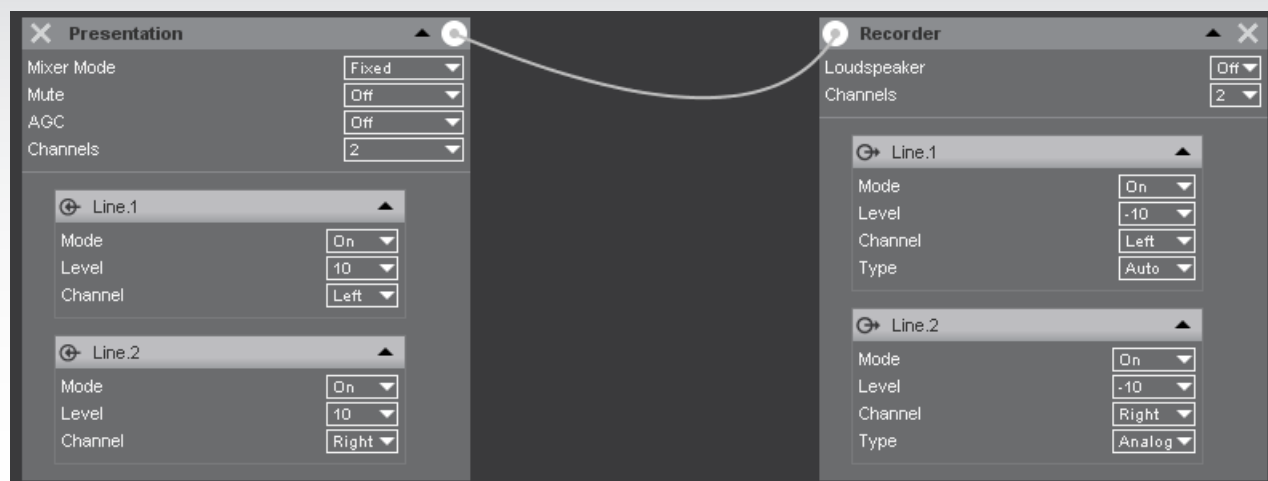 Presentation
Mixer Mode Fixed
Mute Off
AGC Off
Channels 2
Line.1
Mode On
Level 10
Channel Left
Line.2
Mode On
Level 10
Channel Right
Recorder
Loudspeaker Off
Channels 2
Line.1
Mode On
Level -10
Channel Left
Type Auto
Line.2
Mode On
Level -10
Channel Right
Type Analog